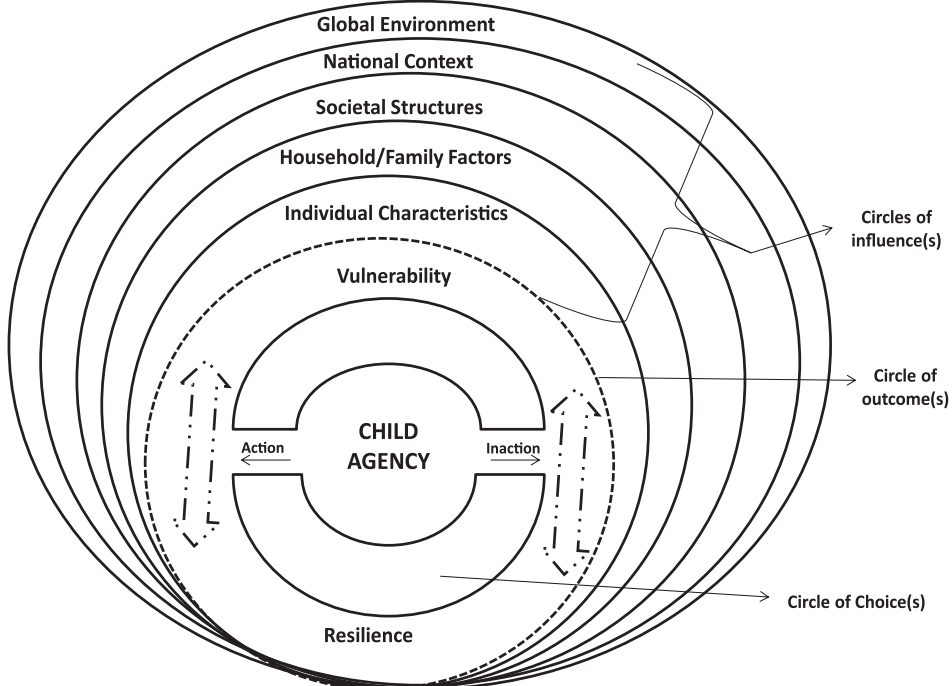 Global Environment
National Context
Societal Structures
Household/Family Factors
Individual Characteristics
Vulnerability
CHILD
AGENCY
Action
Inaction
Resilience
Circles of
influence(s)
Circle of
outcome(s)
Circle of Choice(s)